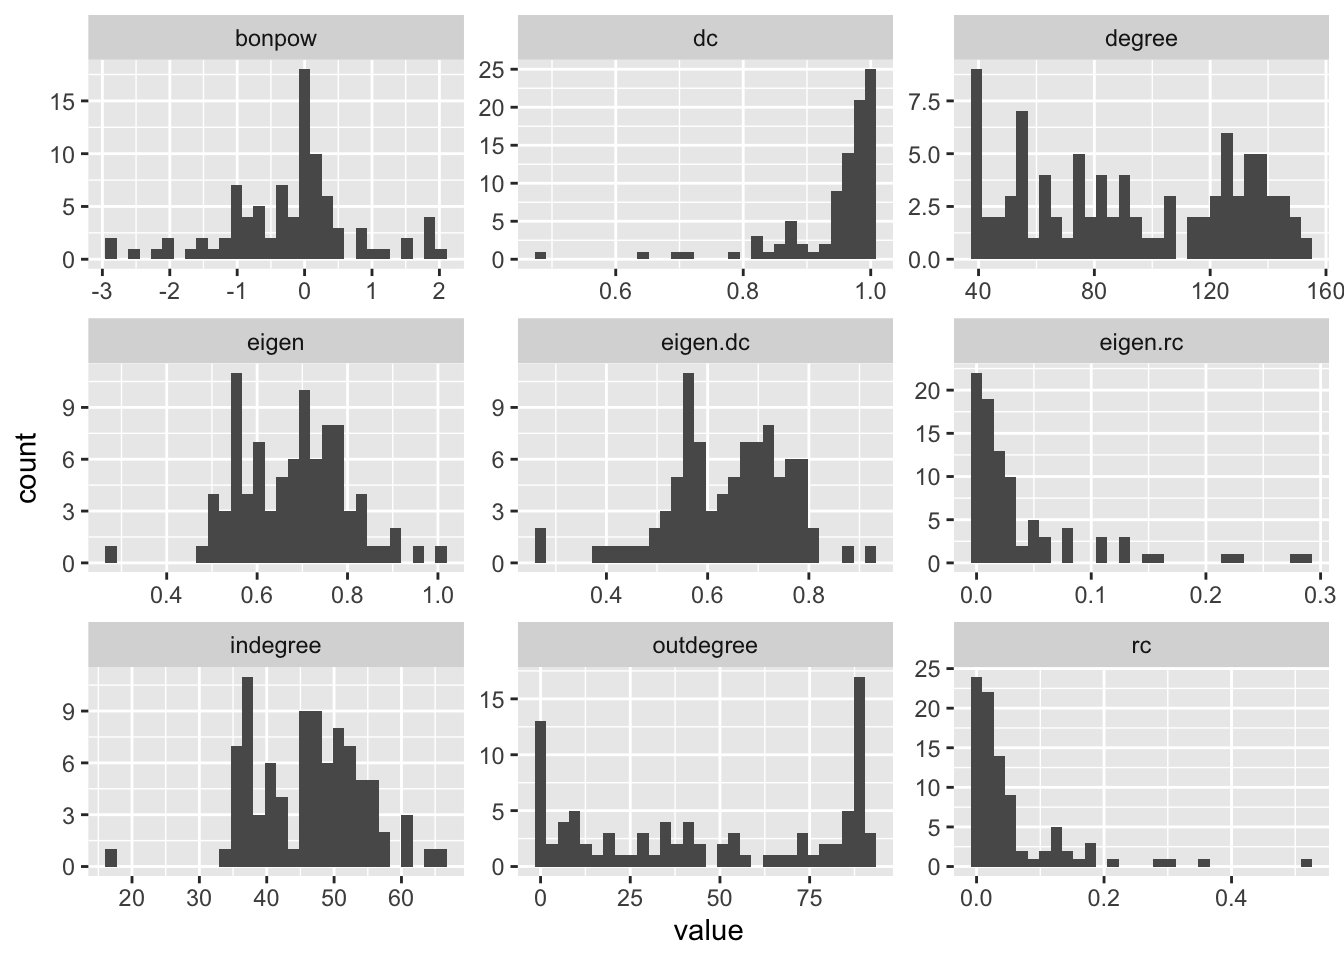 bonpow dc degree
15
10
5
0
-3 -2 -1 0 1 2
25
20
15
10
5
0
0.6 0.8 1.0
7.5
5.0
2.5
0.0
40 80 120 160
eigen eigen.dc eigen.rc
9
6
3
0
0.4 0.6 0.8 1.0
9
6
3
0
0.4 0.6 0.8
20
15
10
5
0
0.0 0.1 0.2 0.3
count
indegree outdegree rc
9
6
3
0
20 30 40 50 60
15
10
5
0
0 25 50 75
25
20
15
10
5
0
0.0 0.2 0.4
value